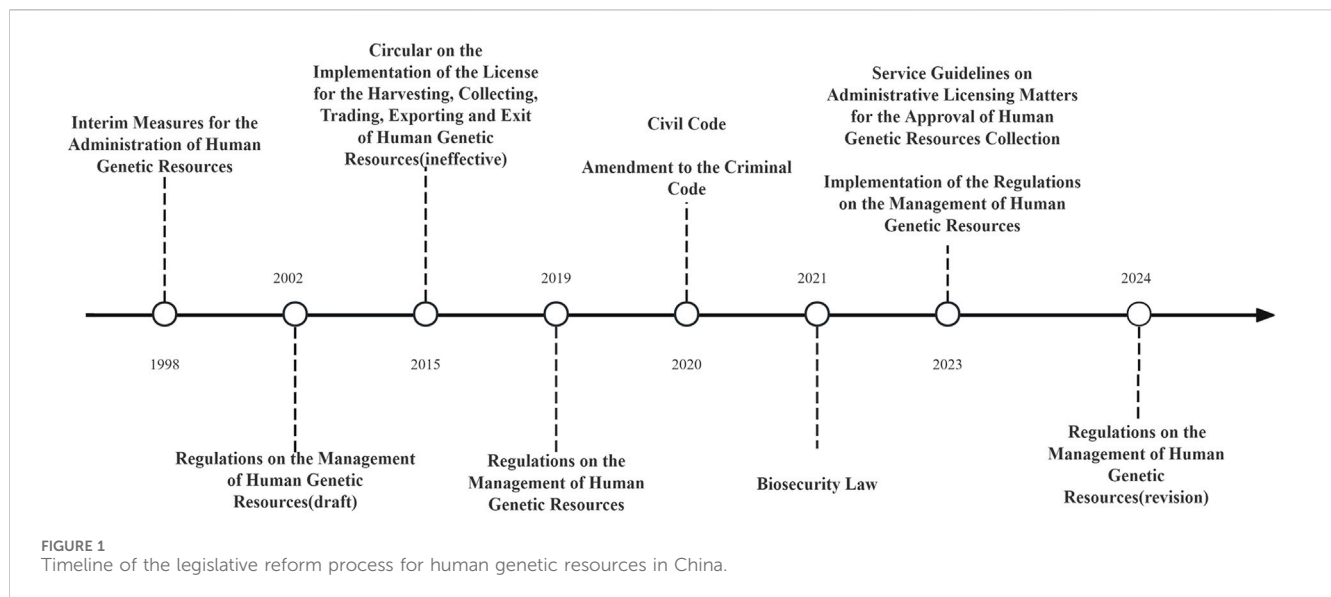 Circular on the
Implementation of the License
for the Harvesting, Collecting,
Trading, Exporting and Exit
of Human Genetic
Resources(ineffective)
Interim Measures for the
Administration of Human
Genetic Resources
Civil Code
Amendment to the Criminal
Code
Service Guidelines on
Administrative Licensing Matters
for the Approval of Human
Genetic Resources Collection
Implementation of the Regulations
on the Management of Human
Genetic Resources
2002
2019
2021
2024
1998
2015
2020
2023
Regulations on the Management
of Human Genetic
Resources(draft)
Regulations on the
Management of Human
Genetic Resources
Biosecurity Law
Regulations on the
Management of Human
Genetic
Resources(revision)
FIGURE 1
Timeline of the legislative reform process for human genetic resources in China.